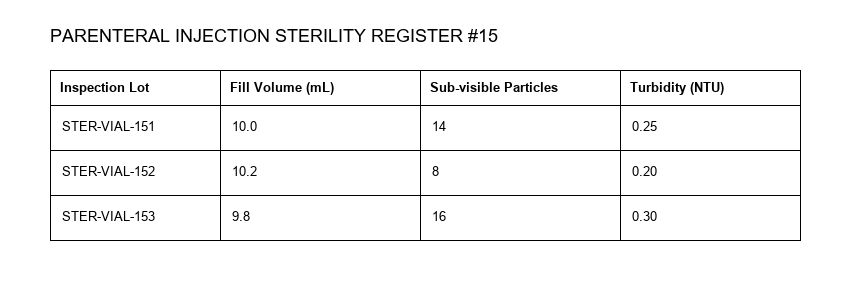 PARENTERAL INJECTION STERILITY REGISTER #15
Inspection Lot Fill Volume (mL) Sub-visible Particles Turbidity (NTU)
STER-VIAL-151 10.0 14 0.25
STER-VIAL-152 10.2 8 0.20
STER-VIAL-153 9.8 16 0.30